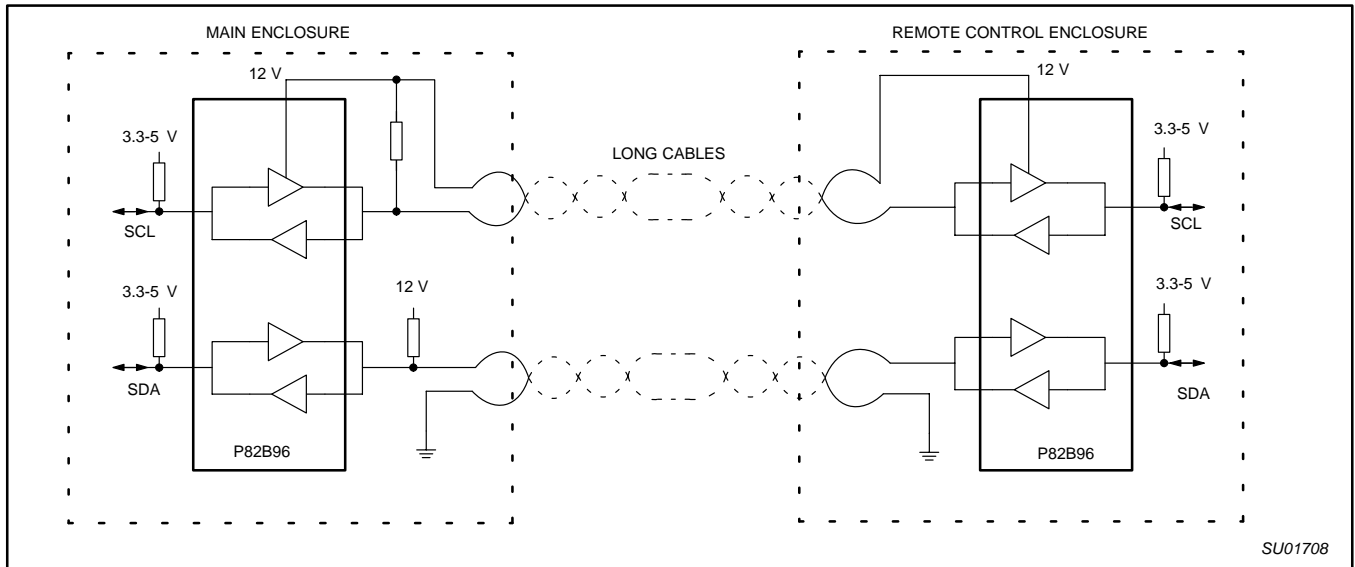 MAIN ENCLOSURE
REMOTE CONTROL ENCLOSURE
12 V
12 V
3.3-5 V
3.3-5 V
LONG CABLES
SCL
SCL
3.3-5 V
12 V
3.3-5 V
SDA
SDA
P82B96
P82B96
SU01708